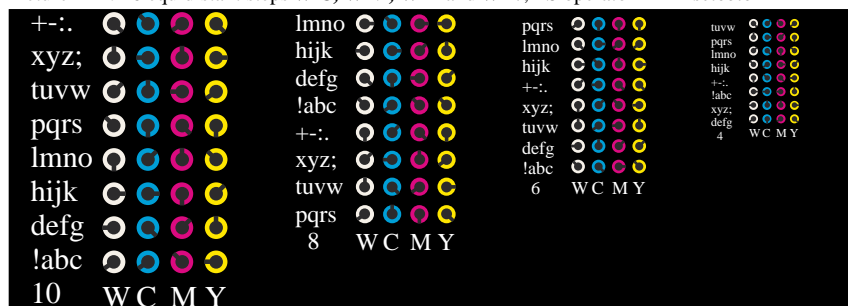 +-:.
xyz;
tuvw
pqrs
lmno
hijk
defg
!abc
10 W C M Y
lmno
hijk
defg
!abc
+-:.
xyz;
tuvw
pqrs
8 W C M Y
pqrs
lmno
hijk
+-:.
xyz;
tuvw
defg
!abc
6 W C M Y
tuvw
pqrs
lmno
hijk
+-:.
!abc
xyz;
defg
4 W C M Y